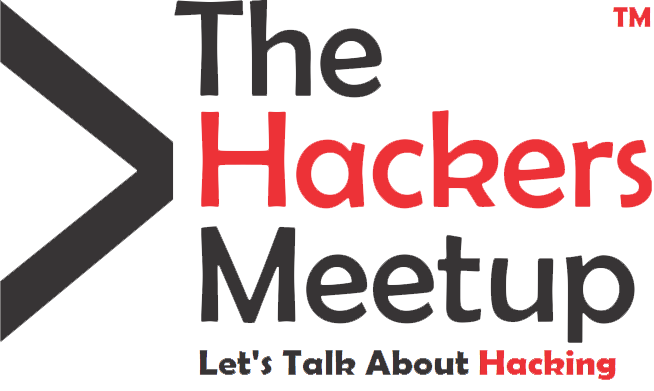 The
TM
Hackers
Meetup
Let's Talk About Hacking